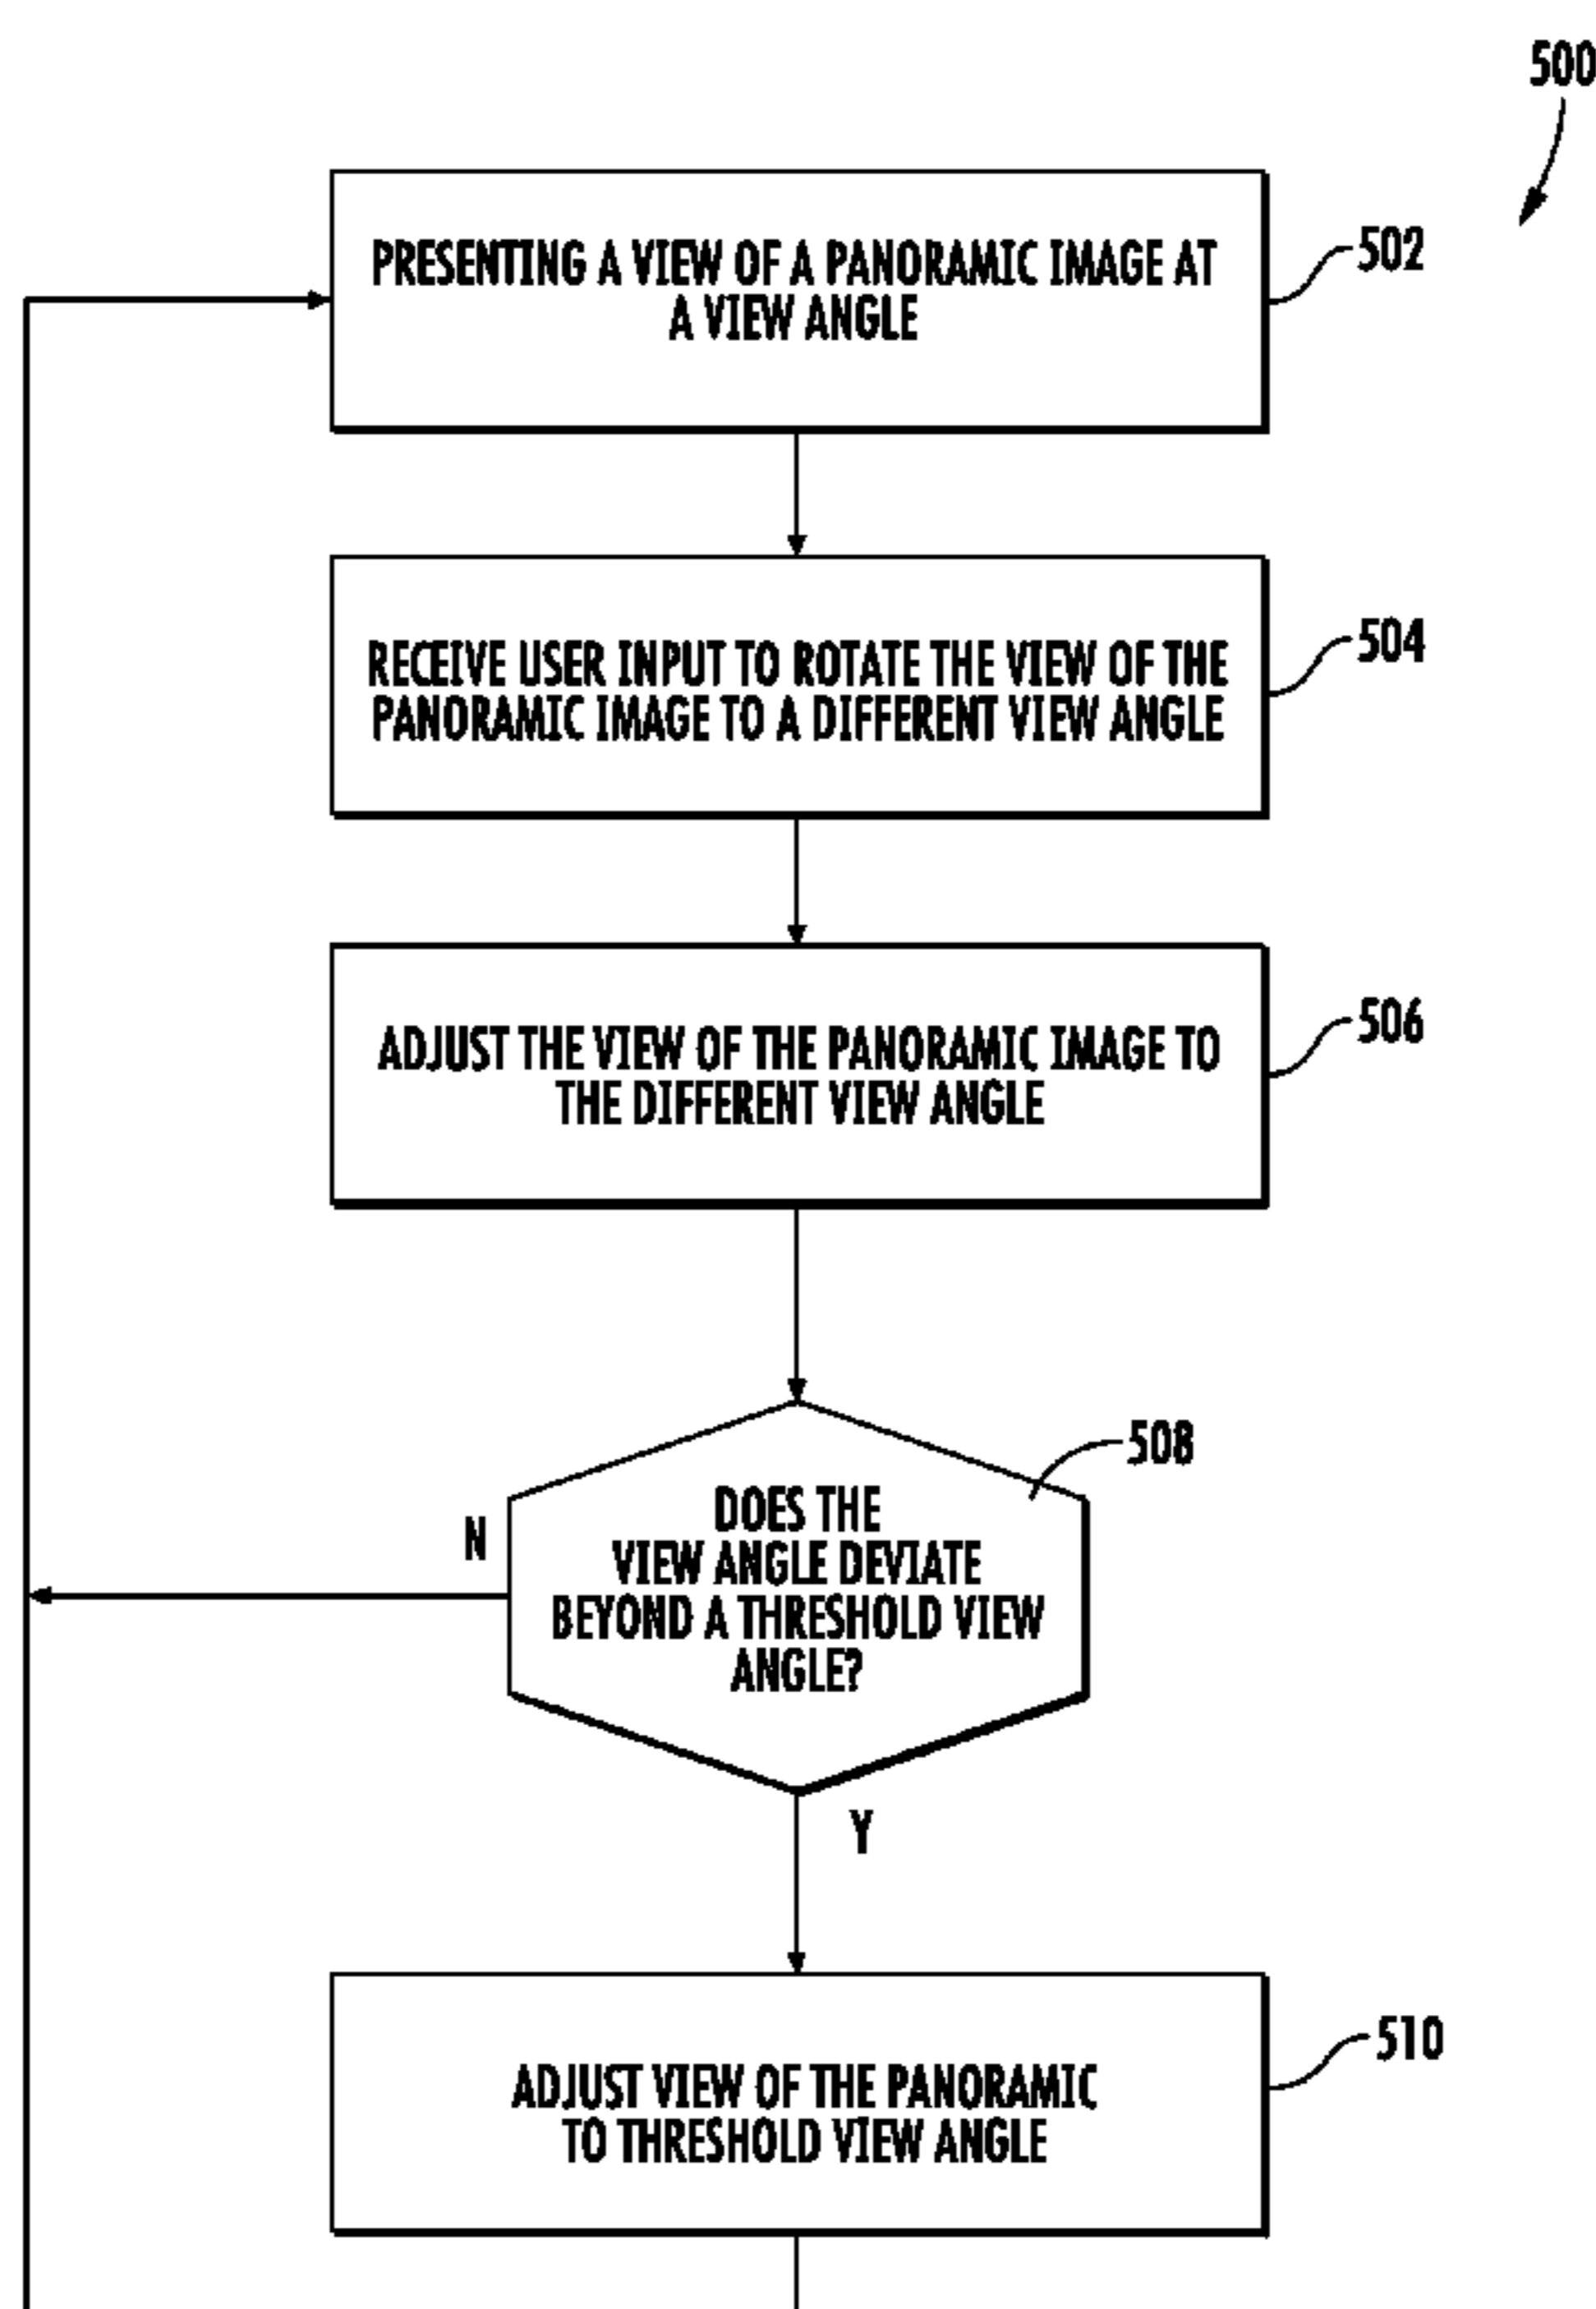 500
PRESENTING A VIEW OF A PANORAMIC IMAGE AT
A VIEW ANGLE
502
RECEIVE USER INPUT TO ROTATE THE VIEW OF THE
PANORAMIC IMAGE TO A DIFFERENT VIEW ANGLE
504
ADJUST THE VIEW OF THE PANORAMIC IMAGE TO
THE DIFFERENT VIEW ANGLE
506
DOES THE
VIEW ANGLE DEVIATE
BEYOND A THRESHOLD VIEW
ANGLE?
508
N
Y
ADJUST VIEW OF THE PANORAMIC
TO THRESHOLD VIEW ANGLE
510